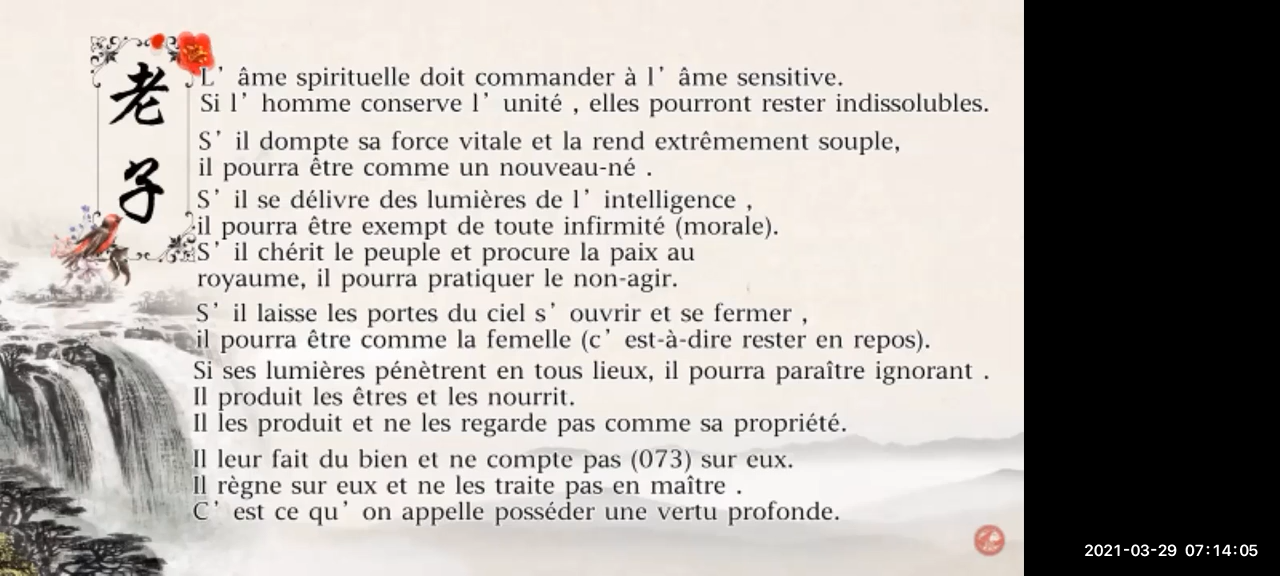 老子
L’ âme spirituelle doit commander à l’ âme sensitive.
Si l’ homme conserve l’ unité , elles pourront rester indissolubles.
S’ il dompte sa force vitale et la rend extrêmement souple,
il pourra être comme un nouveau-né .
S’ il se délivre des lumières de l’ intelligence ,
il pourra être exempt de toute infirmité (morale).
S’ il chérit le peuple et procure la paix au
royaume, il pourra pratiquer le non-agir.
S’ il laisse les portes du ciel s’ ouvrir et se fermer ,
il pourra être comme la femelle (c’ est-à-dire rester en repos).
Si ses lumières pénètrent en tous lieux, il pourra paraître ignorant .
Il produit les êtres et les nourrit.
Il les produit et ne les regarde pas comme sa propriété.
Il leur fait du bien et ne compte pas (073) sur eux.
Il règne sur eux et ne les traite pas en maître .
C’ est ce qu’ on appelle posséder une vertu profonde.
2021-03-29 07:14:05